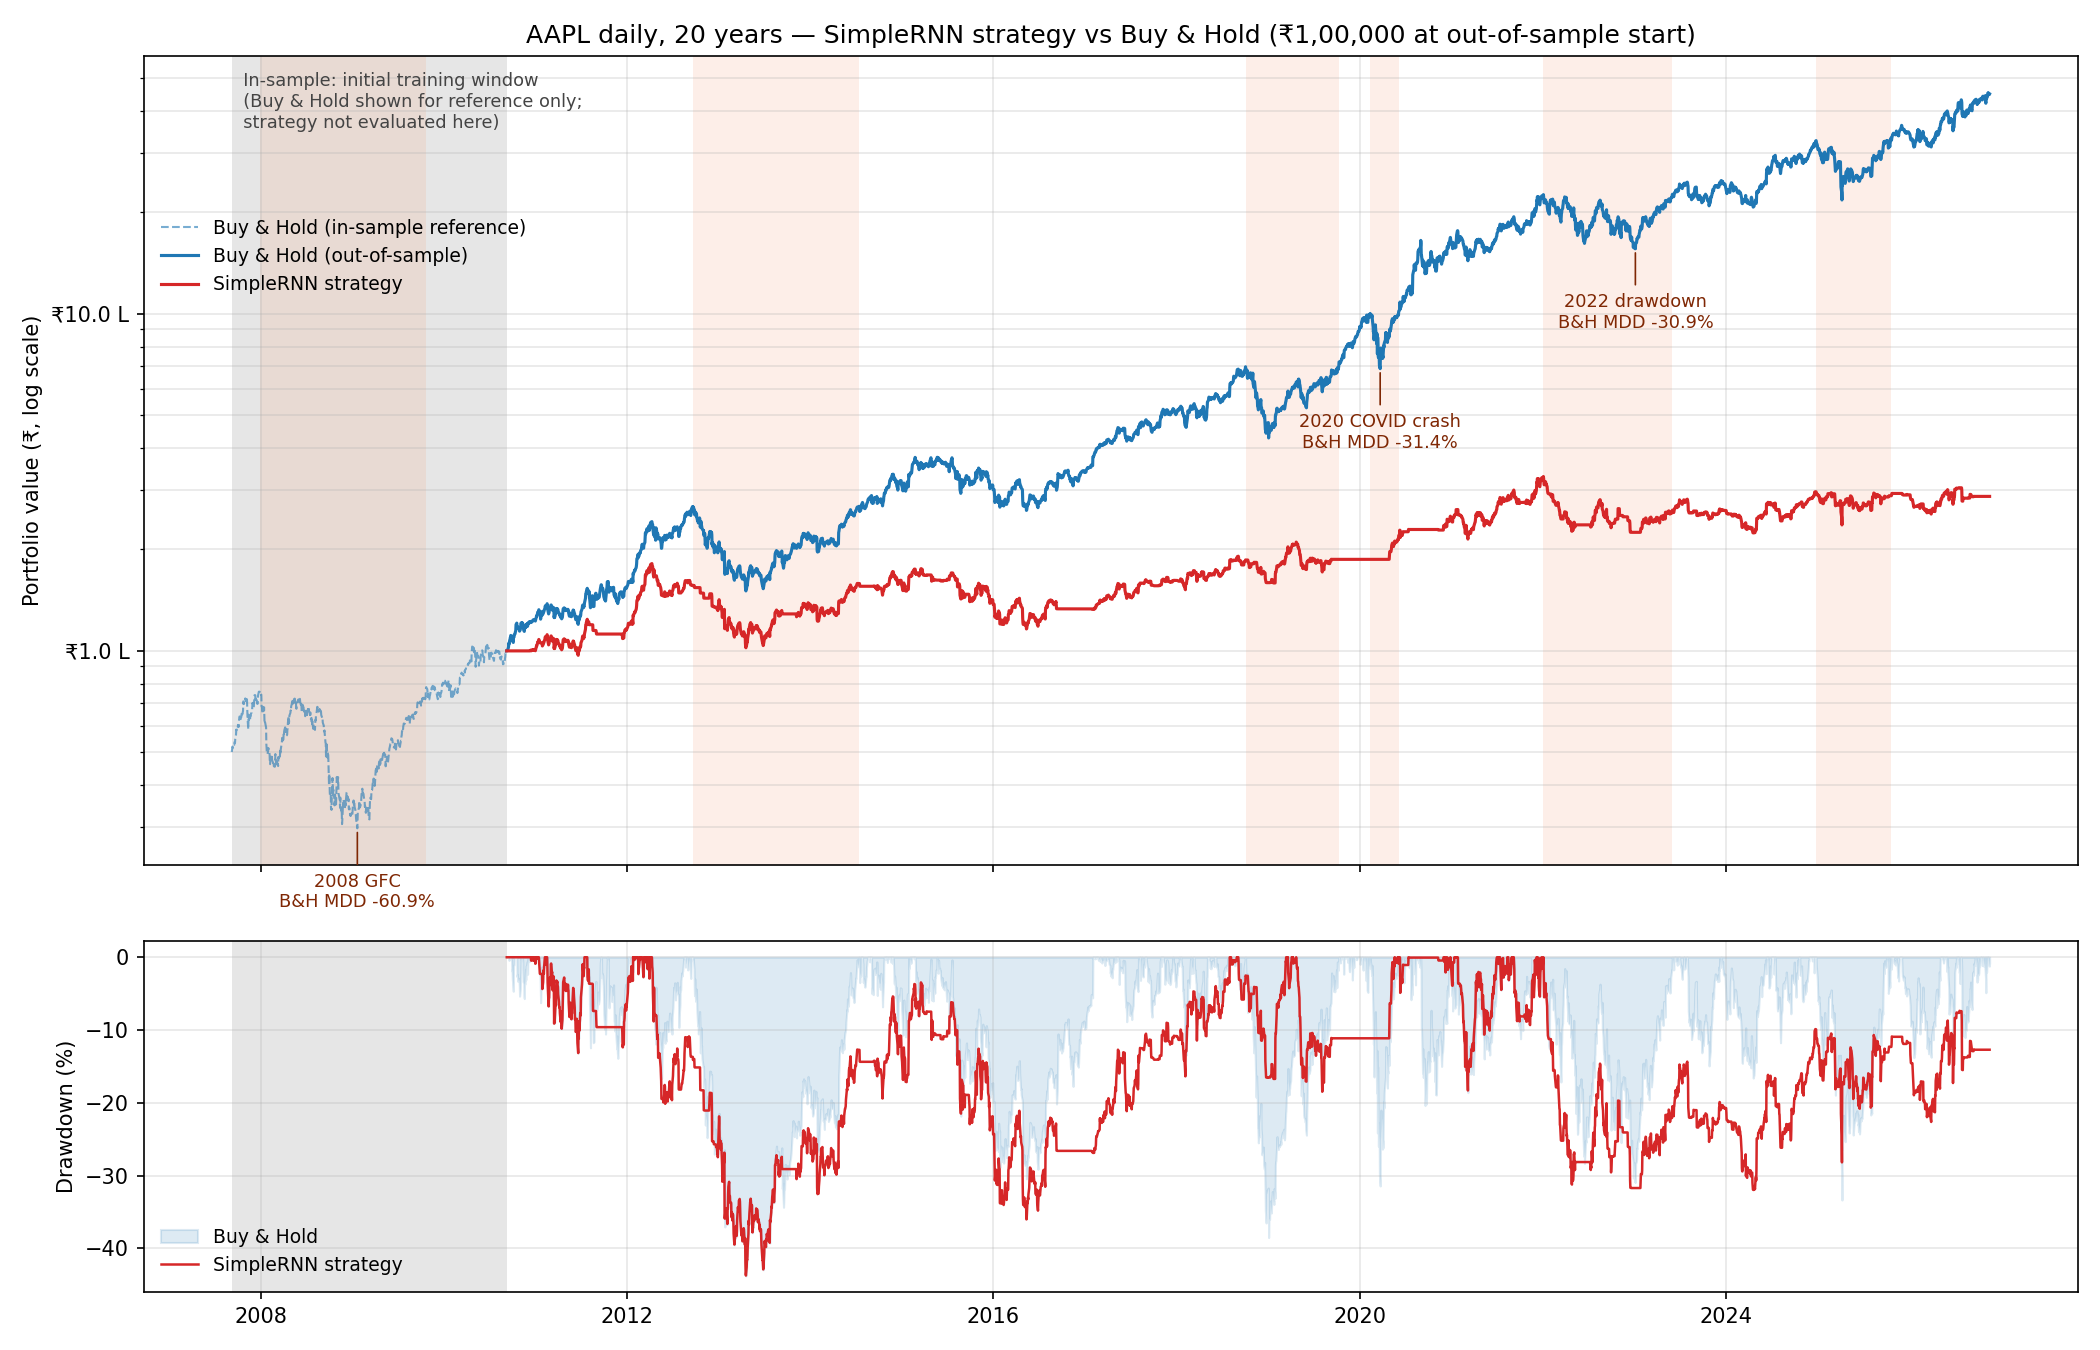 AAPL daily, 20 years — SimpleRNN strategy vs Buy & Hold (₹1,00,000 at out-of-sample start)
In-sample: initial training window
(Buy & Hold shown for reference only;
strategy not evaluated here)
Buy & Hold (in-sample reference)
Buy & Hold (out-of-sample)
SimpleRNN strategy
Portfolio value (₹, log scale)
₹10.0 L
₹1.0 L
2022 drawdown
B&H MDD -30.9%
2020 COVID crash
B&H MDD -31.4%
2008 GFC
B&H MDD -60.9%
Drawdown (%)
0
−10
−20
−30
−40
Buy & Hold
SimpleRNN strategy
2008
2012
2016
2020
2024